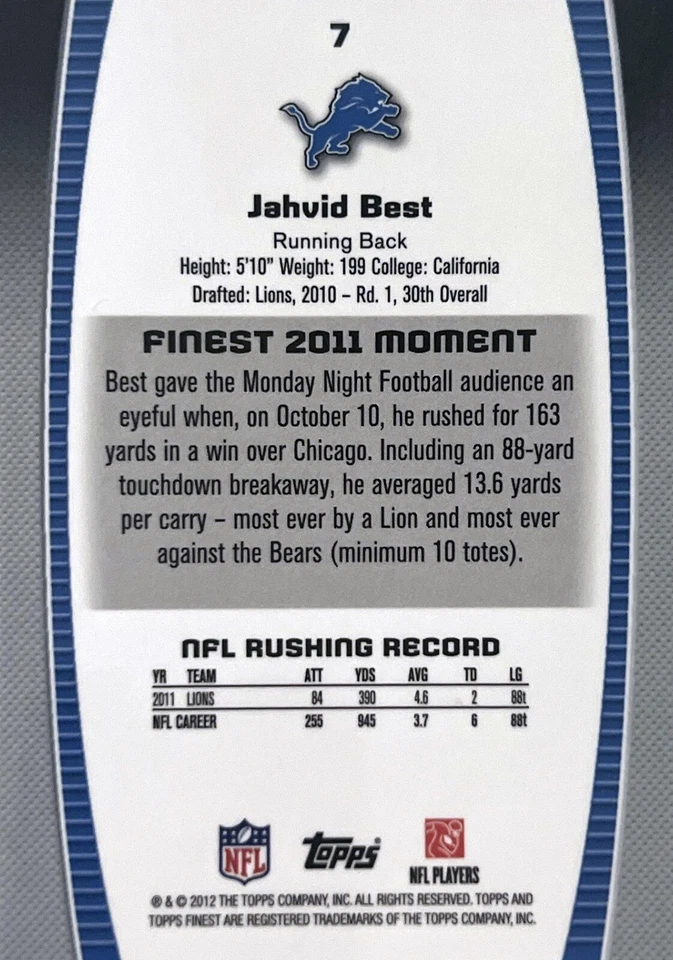 7
Jahvid Best
Running Back
Height: 5'10" Weight: 199 College: California
Drafted: Lions, 2010 – Rd. 1, 30th Overall
FINEST 2011 MOMENT
Best gave the Monday Night Football audience an
eyeful when, on October 10, he rushed for 163
yards in a win over Chicago. Including an 88-yard
touchdown breakaway, he averaged 13.6 yards
per carry – most ever by a Lion and most ever
against the Bears (minimum 10 totes).
NFL RUSHING RECORD
YR TEAM ATT YDS AVG TD LG
2011 LIONS 84 390 4.6 2 88t
NFL CAREER 255 945 3.7 6 88t
NFL Topps® NFL PLAYERS
® & © 2012 THE TOPPS COMPANY, INC. ALL RIGHTS RESERVED. TOPPS AND
TOPPS FINEST ARE REGISTERED TRADEMARKS OF THE TOPPS COMPANY, INC.